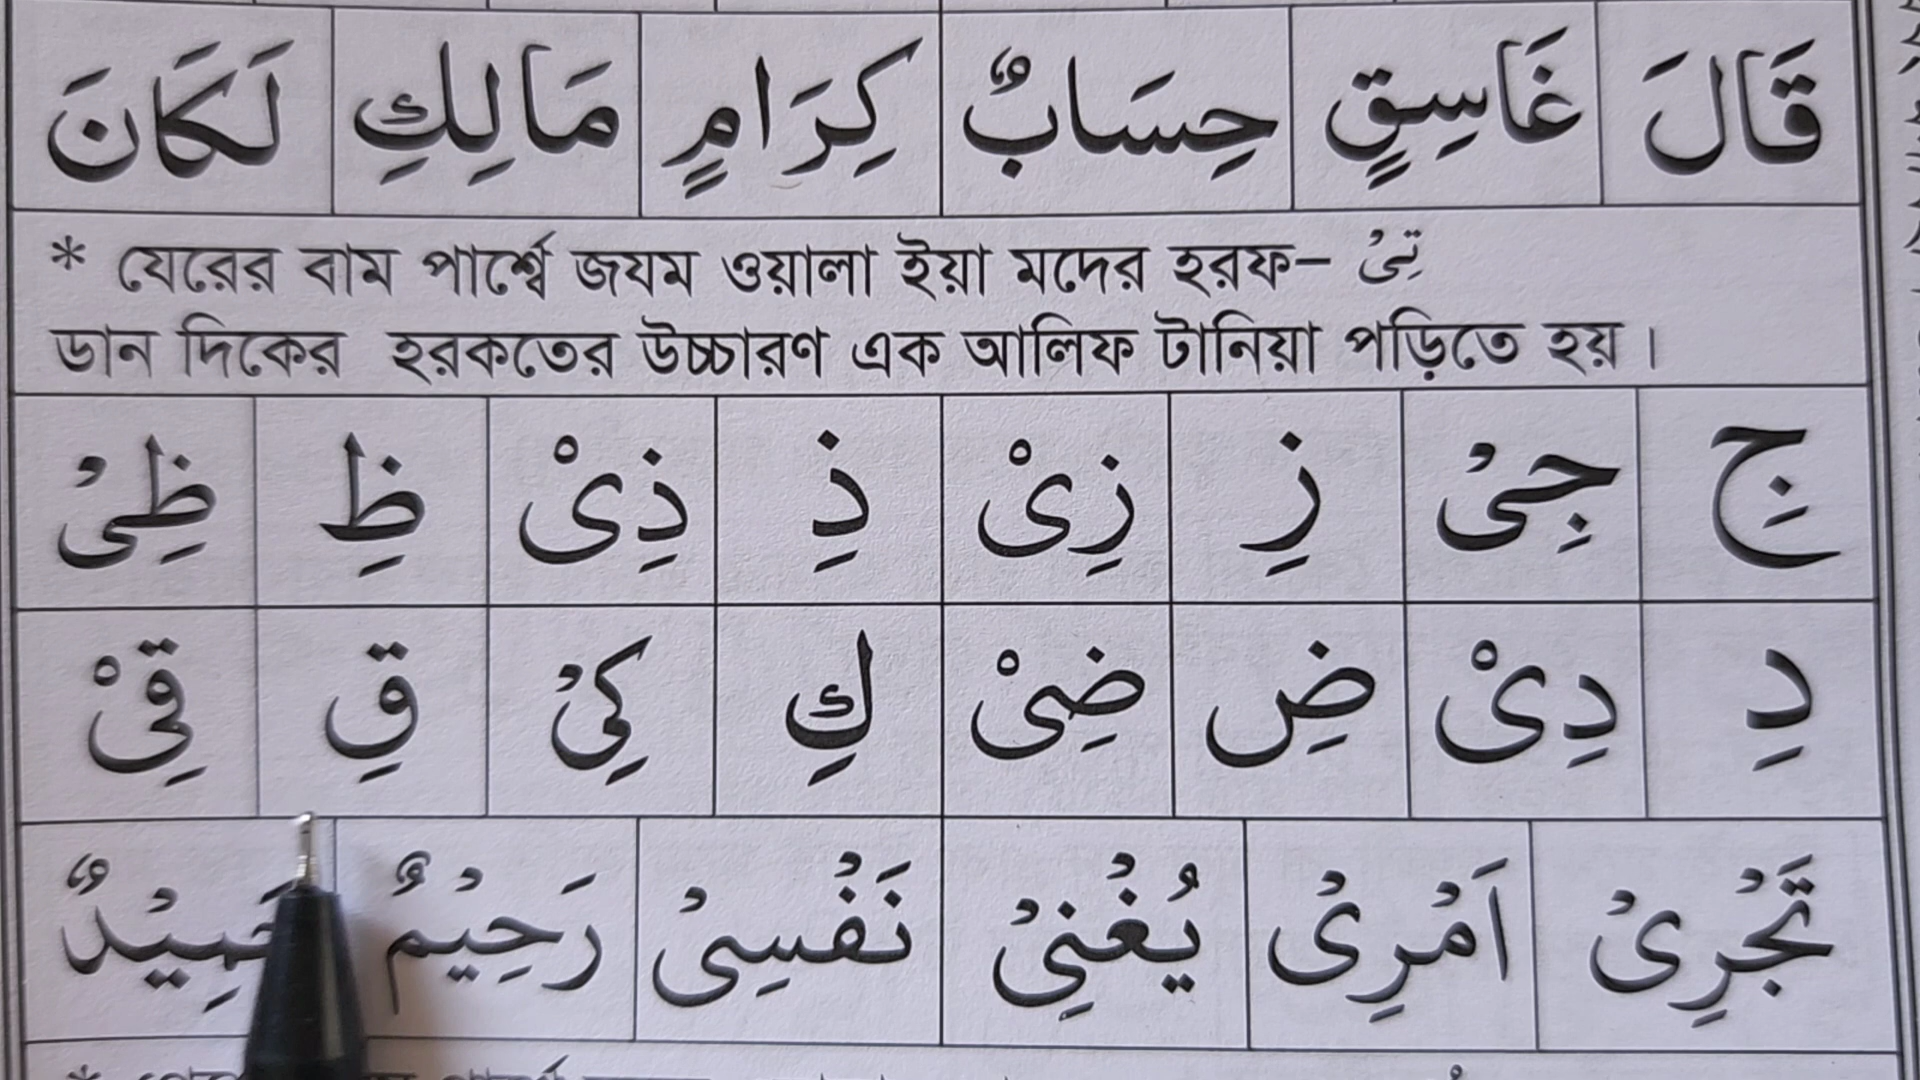 قَالَ غَاسِقٍ حِسَابٌ كِرَامٍ مَالِكِ لَكَانَ
* যেরের বাম পার্শ্বে জযম ওয়ালা ইয়া মদের হরফ– تِیْ
ডান দিকের হরকতের উচ্চারণ এক আলিফ টানিয়া পড়িতে হয়।
جِ جِیْ زِ زِیْ ذِ ذِیْ ظِ ظِیْ
دِ دِیْ ضِ ضِیْ كِ كِیْ قِ قِیْ
تَجْرِیْ اَمْرِیْ یُغْنِیْ نَفْسِیْ رَحِیْمٌ